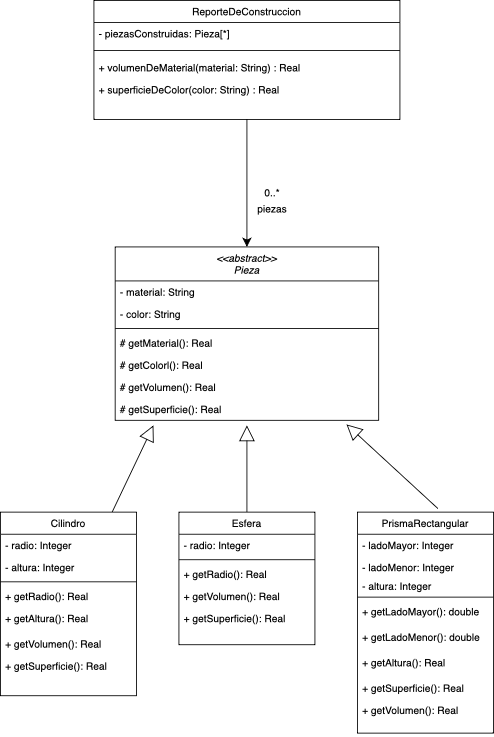 ReporteDeConstruccion
- piezasConstruidas: Pieza[*]
+ volumenDeMaterial(material: String) : Real
+ superficieDeColor(color: String) : Real
0..*
piezas
<<abstract>>
Pieza
- material: String
- color: String
# getMaterial(): Real
# getColorl(): Real
# getVolumen(): Real
# getSuperficie(): Real
Cilindro
- radio: Integer
- altura: Integer
+ getRadio(): Real
+ getAltura(): Real
+ getVolumen(): Real
+ getSuperficie(): Real
Esfera
- radio: Integer
+ getRadio(): Real
+ getVolumen(): Real
+ getSuperficie(): Real
PrismaRectangular
- ladoMayor: Integer
- ladoMenor: Integer
- altura: Integer
+ getLadoMayor(): double
+ getLadoMenor(): double
+ getAltura(): Real
+ getSuperficie(): Real
+ getVolumen(): Real